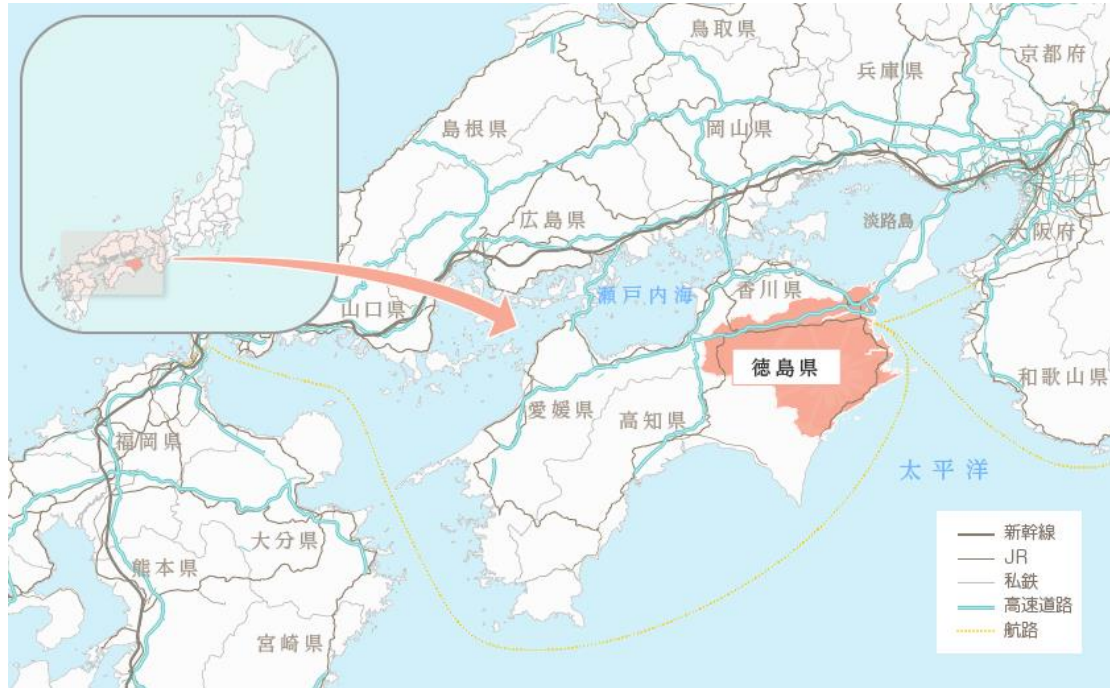 鳥取県
京都府
兵庫県
島根県
岡山県
広島県
淡路島
大阪府
瀬戸内海
香川県
山口県
徳島県
和歌山県
愛媛県
高知県
福岡県
太平洋
大分県
熊本県
宮崎県
新幹線
JR
私鉄
高速道路
航路